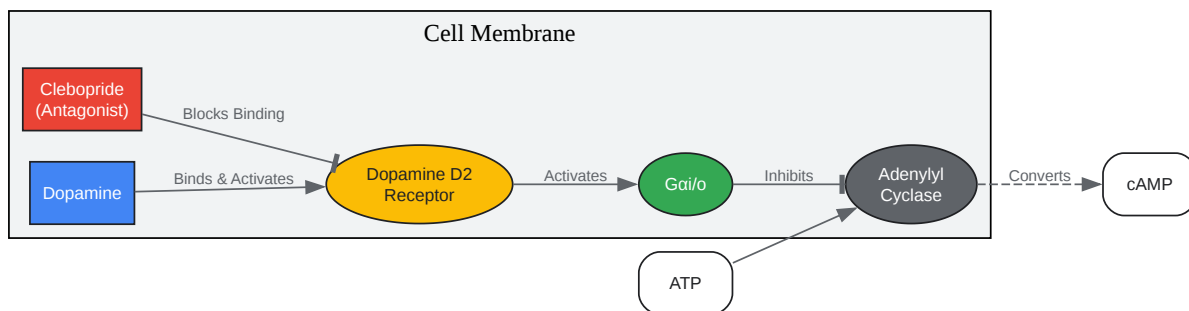 Cell Membrane
Clebopride
(Antagonist)
Blocks Binding
Dopamine
Binds & Activates
Dopamine D2
Receptor
Activates
Gαi/o
Inhibits
Adenylyl
Cyclase
Converts
cAMP
ATP